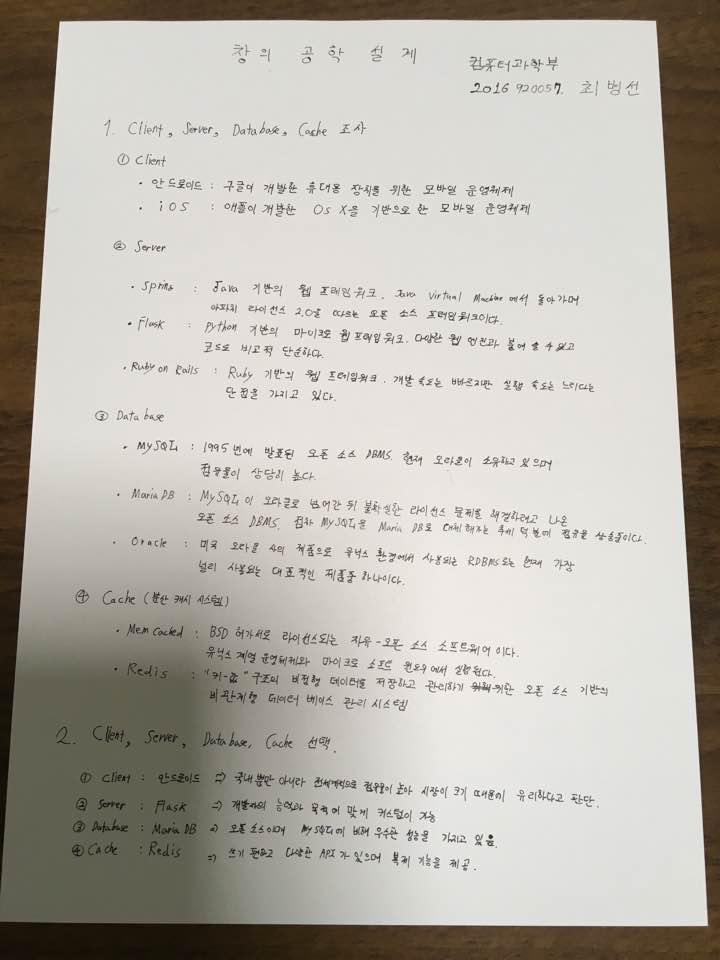 창의 공학 설계
컴퓨터과학부
2016920057. 최병선
1. Client, Server, Database, Cache 조사
① Client
• 안드로이드 : 구글이 개발한 휴대용 장치를 위한 모바일 운영체제
• iOS : 애플이 개발한 OS X을 기반으로 한 모바일 운영체제
② Server
• Spring : Java 기반의 웹 프레임워크. Java Virtual Machine에서 돌아가며
아파치 라이선스 2.0을 따르는 오픈 소스 프레임워크이다.
• Flask : Python 기반의 마이크로 웹프레임워크. 다양한 웹 엔진과 붙여 쓸 수 있고
코드도 비교적 단순하다.
• Ruby on Rails : Ruby 기반의 웹 프레임워크. 개발 속도는 빠르지만 실행 속도는 느리다는
단점을 가지고 있다.
③ Database
• MySQL : 1995년에 발표된 오픈 소스 DBMS. 현재 오라클이 소유하고 있으며
점유율이 상당히 높다.
• Maria DB : MySQL이 오라클로 넘어간 뒤 불확실한 라이선스 문제를 해결하려고 나온
오픈 소스 DBMS. 점차 MySQL을 Maria DB로 대체해가는 추세 덕분에 점유율 상승중이다.
• Oracle : 미국 오라클 사의 제품으로 유닉스 환경에서 사용되는 RDBMS로는 현재 가장
널리 사용되는 대표적인 제품중 하나이다.
④ Cache (분산 캐시 시스템)
• Mem cached : BSD 허가서로 라이선스되는 자유-오픈 소스 소프트웨어이다.
유닉스 계열 운영체제와 마이크로 소프트 윈도우에서 실행된다.
• Redis : "키-값" 구조의 비정형 데이터를 저장하고 관리하기 위한 오픈 소스 기반의
비관계형 데이터 베이스 관리 시스템
2. Client, Server, Database, Cache 선택.
① Client : 안드로이드 => 국내뿐만 아니라 전세계적으로 점유율이 높아 시장이 크기 때문에 유리하다고 판단.
② Server : Flask => 개발자의 능력과 목적에 맞게 커스텀이 가능
③ Database : Maria DB => 오픈 소스이며 MySQL에 비해 우수한 성능을 가지고 있음.
④ Cache : Redis => 쓰기 편하고 다양한 API가 있으며 복제 기능을 제공.